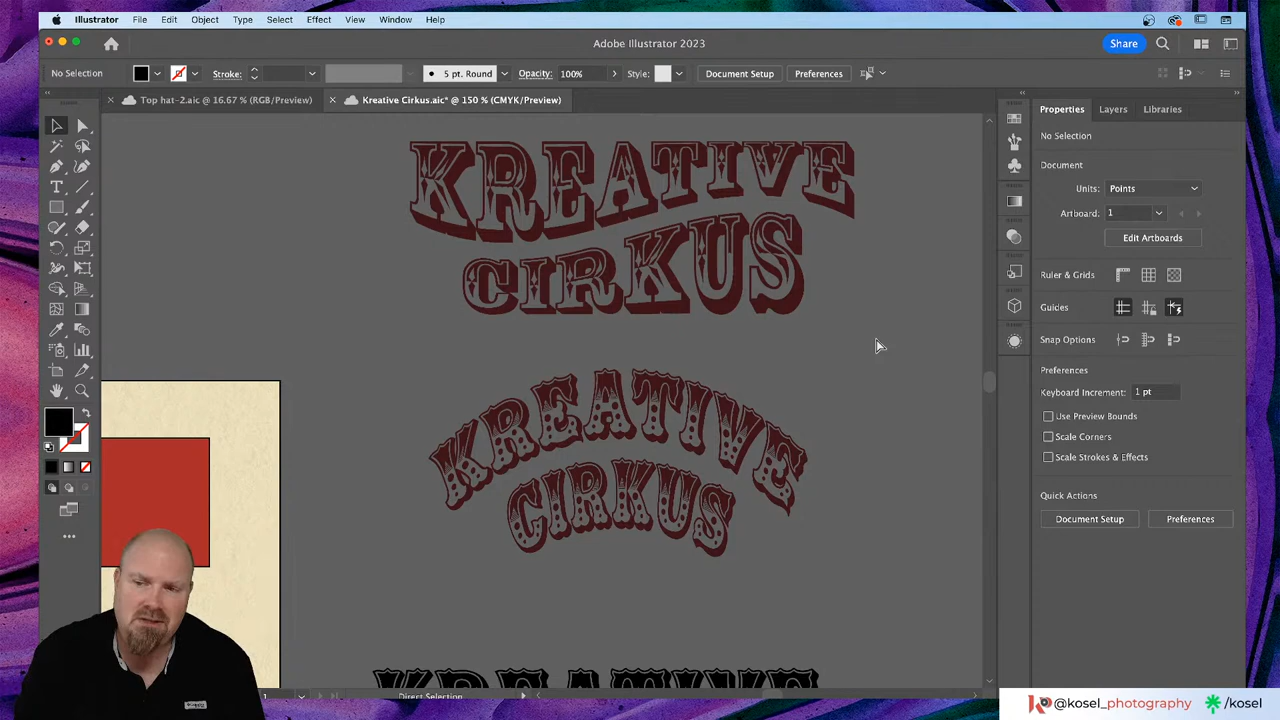 Illustrator File Edit Object Type Select Effect View Window Help
Adobe Illustrator 2023
Share
No Selection
Stroke:
5 pt. Round
Opacity: 100%
Style:
Document Setup
Preferences
Top hat-2.aic @ 16.67 % (RGB/Preview)
Kreative Cirkus.aic* @ 150 % (CMYK/Preview)
Properties Layers Libraries
No Selection
Document
Units: Points
Artboard: 1
Edit Artboards
Ruler & Grids
Guides
Snap Options
Preferences
Keyboard Increment: 1 pt
Use Preview Bounds
Scale Corners
Scale Strokes & Effects
Quick Actions
Document Setup Preferences
KREATIVE
CIRKUS
KREATIVE
CIRKUS
KREATIVE
1
Direct Selection
@kosel_photography /kosel